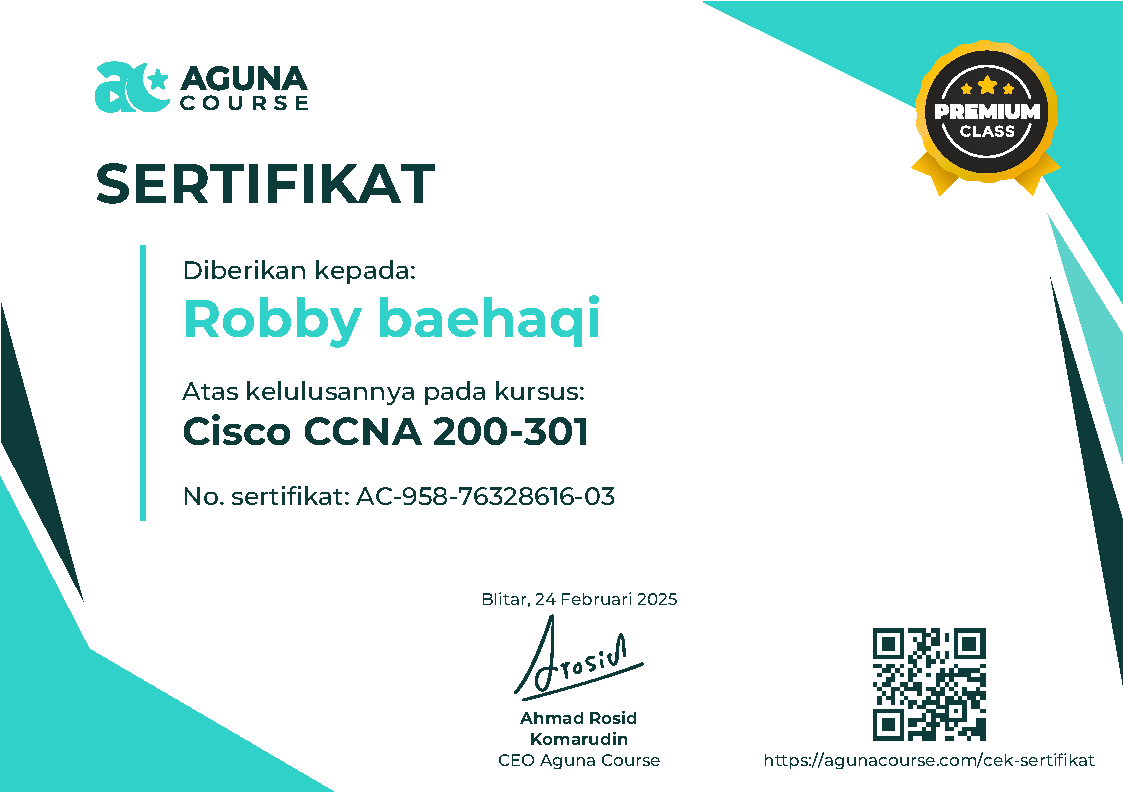 AGUNA
COURSE
PREMIUM
CLASS
SERTIFIKAT
Diberikan kepada:
Robby baehaqi
Atas kelulusannya pada kursus:
Cisco CCNA 200-301
No. sertifikat: AC-958-76328616-03
Blitar, 24 Februari 2025
Arosid
Ahmad Rosid
Komarudin
CEO Aguna Course
https://agunacourse.com/cek-sertifikat